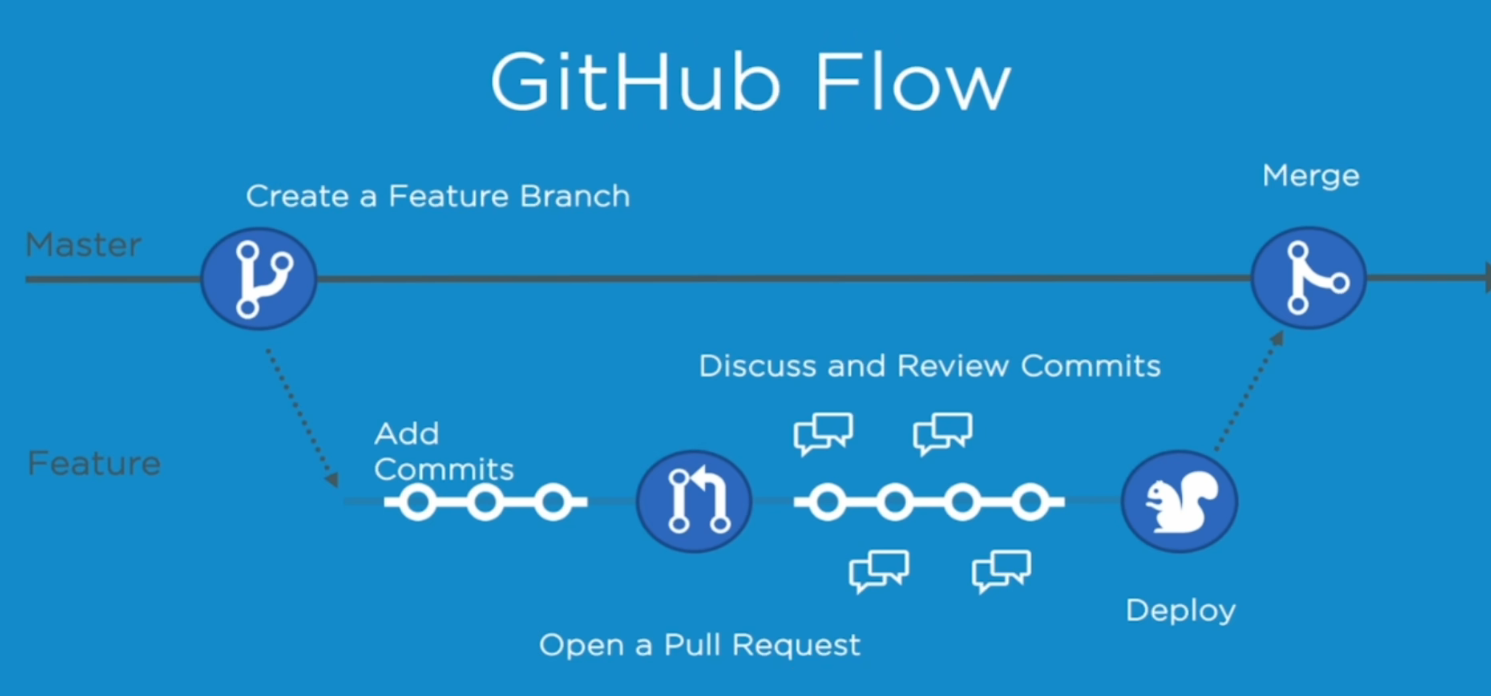 GitHub Flow
Create a Feature Branch
Merge
Master
Discuss and Review Commits
Add
Commits
Feature
Deploy
Open a Pull Request